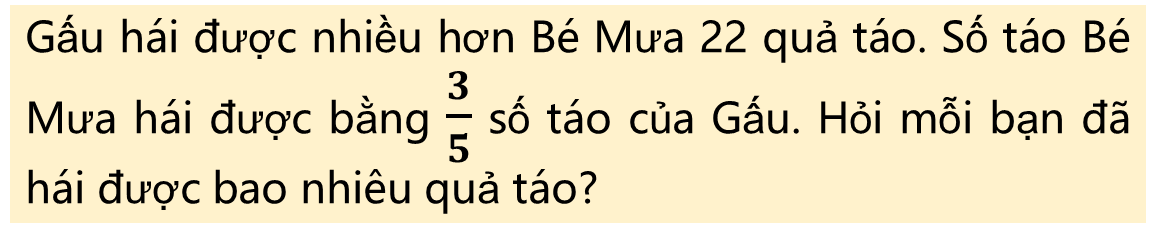 Gấu hái được nhiều hơn Bé Mưa 22 quả táo. Số táo Bé
Mưa hái được bằng 3/5 số táo của Gấu. Hỏi mỗi bạn đã
hái được bao nhiêu quả táo?